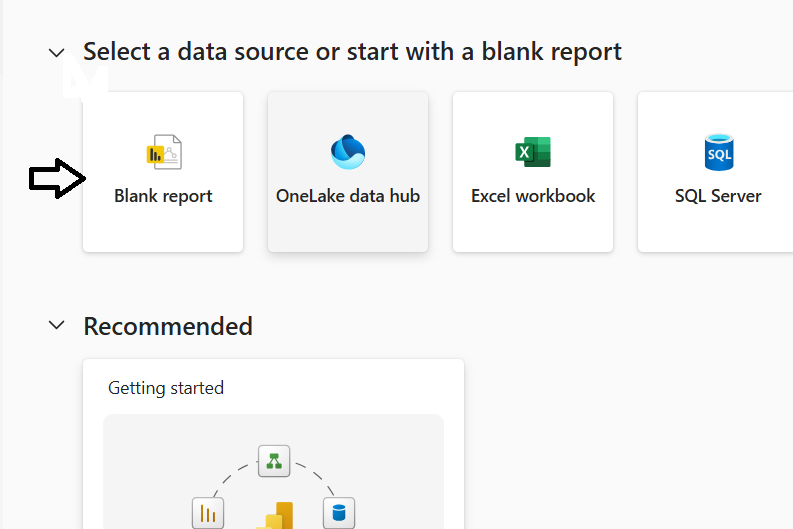 Select a data source or start with a blank report
Blank report
OneLake data hub
Excel workbook
SQL
SQL Server
Recommended
Getting started